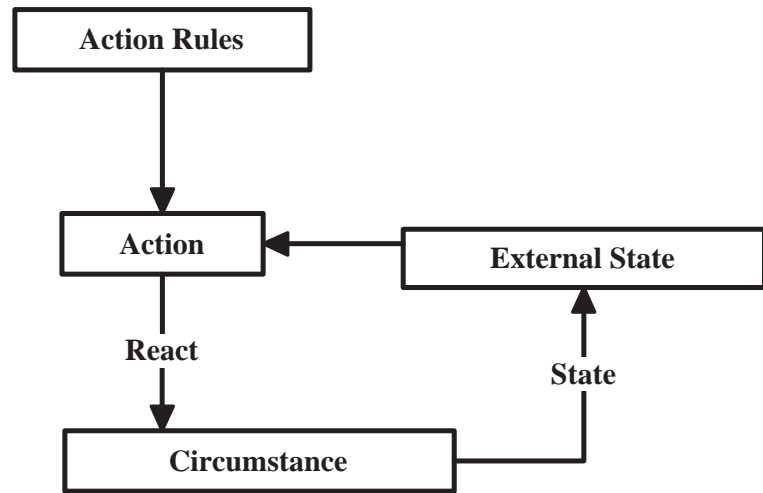 Action Rules
Action
External State
React
State
Circumstance